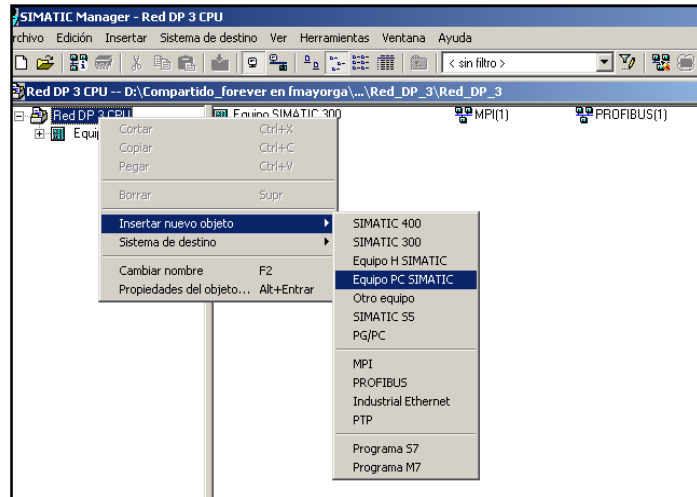 SIMATIC Manager - Red DP 3 CPU
rchivo Edición Insertar Sistema de destino Ver Herramientas Ventana Ayuda
< sin filtro >
Red DP 3 CPU -- D:\Compartido_forever en fmayorga\...\Red_DP_3\Red_DP_3
Red DP 3 CPU
Equipo SIMATIC 300
MPI(1)
PROFIBUS(1)
Equi
Cortar Ctrl+X
Copiar Ctrl+C
Pegar Ctrl+V
Borrar Supr
Insertar nuevo objeto
Sistema de destino
Cambiar nombre F2
Propiedades del objeto... Alt+Entrar
SIMATIC 400
SIMATIC 300
Equipo H SIMATIC
Equipo PC SIMATIC
Otro equipo
SIMATIC S5
PG/PC
MPI
PROFIBUS
Industrial Ethernet
PTP
Programa S7
Programa M7